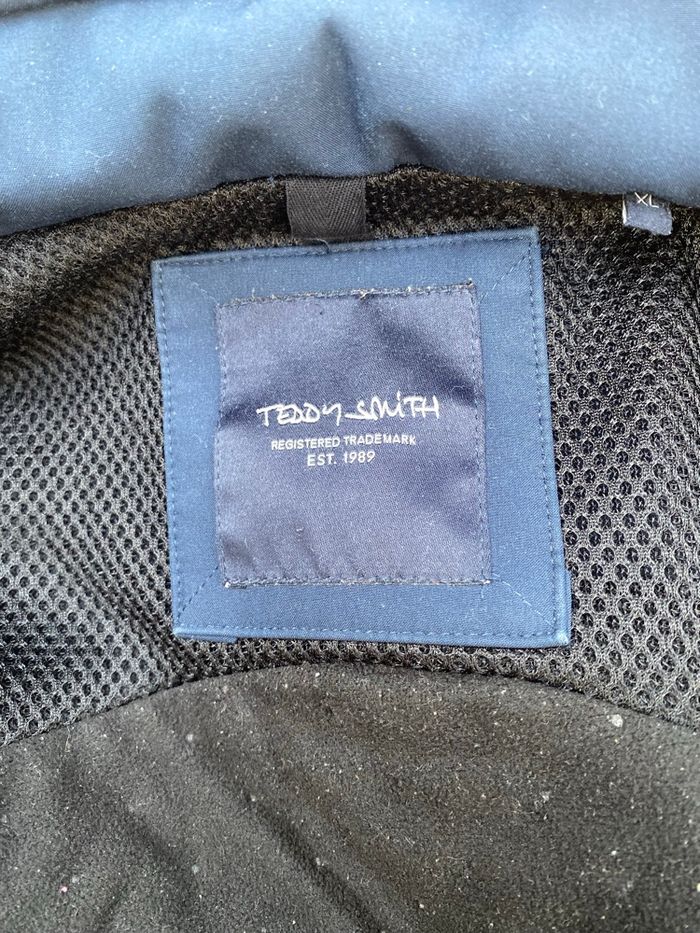 XL
TEDDY SMITH
REGISTERED TRADEMARK
EST. 1989